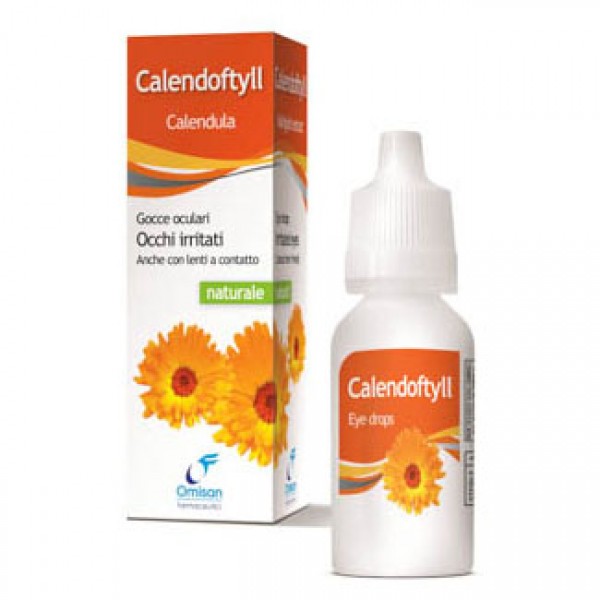 Calendoftyll
Calendula
Gocce oculari
Occhi irritati
Anche con lenti a contatto
naturale
Omisan
farmaceutici
Calendoftyll
Eye drops